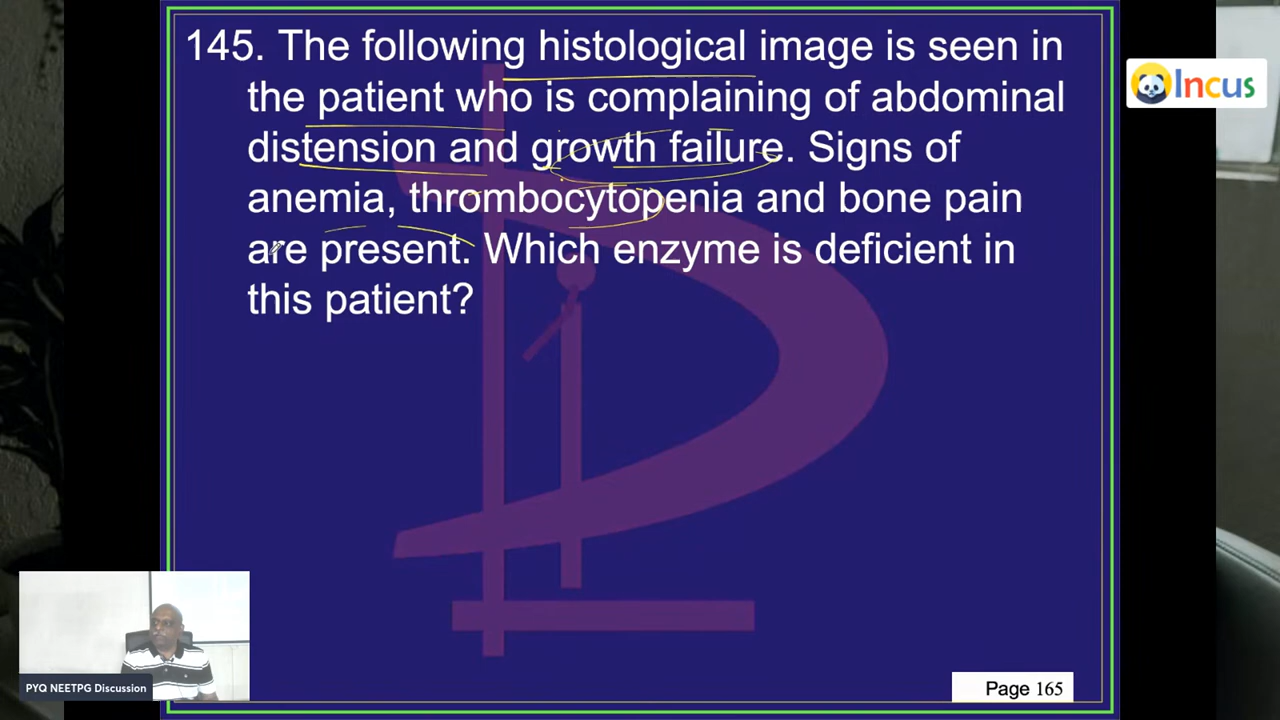 145. The following histological image is seen in
the patient who is complaining of abdominal
distension and growth failure. Signs of
anemia, thrombocytopenia and bone pain
are present. Which enzyme is deficient in
this patient?
Incus
PYQ NEETPG Discussion
Page 165